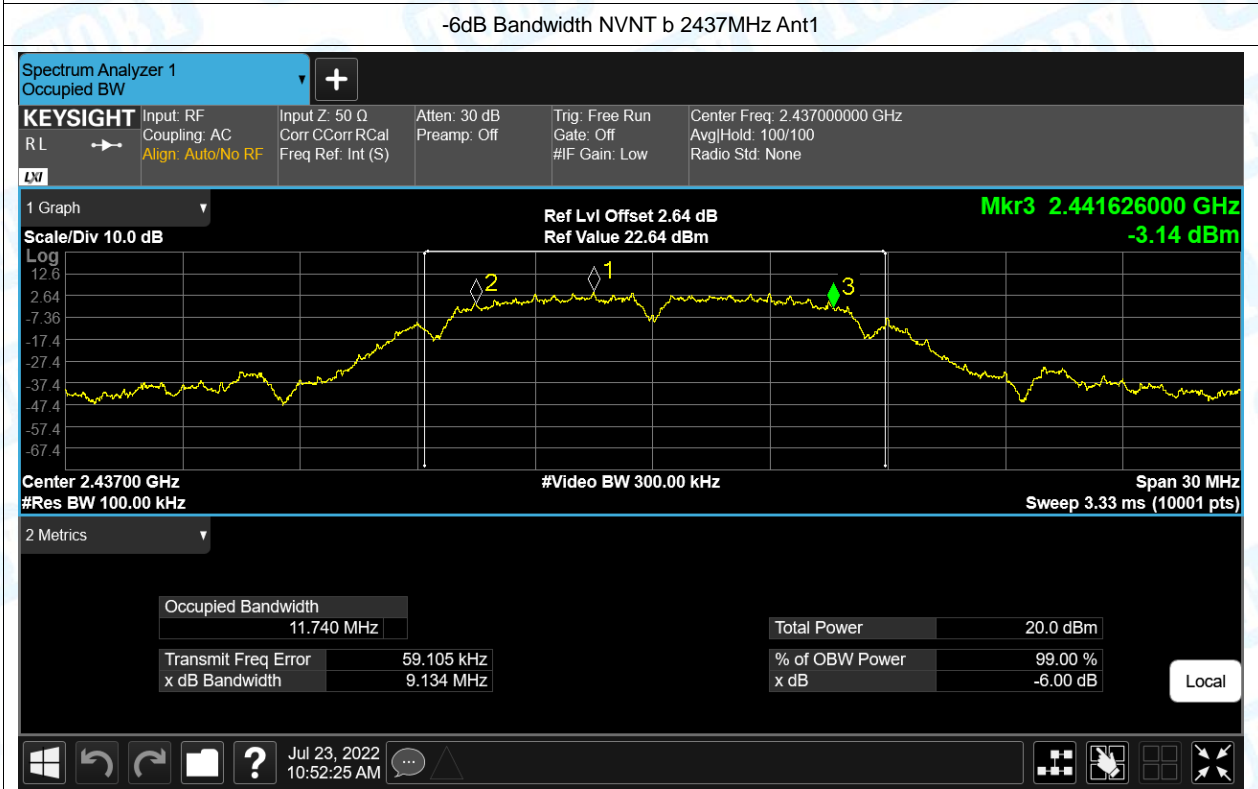 -6dB Bandwidth NVNT b 2437MHz Ant1
Spectrum Analyzer 1
Occupied BW
KEYSIGHT
RL
LXI
Input: RF
Coupling: AC
Align: Auto/No RF
Input Z: 50 Ω
Corr CCorr RCal
Freq Ref: Int (S)
Atten: 30 dB
Preamp: Off
Trig: Free Run
Gate: Off
#IF Gain: Low
Center Freq: 2.437000000 GHz
Avg|Hold: 100/100
Radio Std: None
1 Graph
Scale/Div 10.0 dB
Ref Lvl Offset 2.64 dB
Ref Value 22.64 dBm
Mkr3 2.441626000 GHz
-3.14 dBm
Log
12.6
2.64
-7.36
-17.4
-27.4
-37.4
-47.4
-57.4
-67.4
2
1
3
Center 2.43700 GHz
#Video BW 300.00 kHz
Span 30 MHz
#Res BW 100.00 kHz
Sweep 3.33 ms (10001 pts)
2 Metrics
Occupied Bandwidth
11.740 MHz
Total Power 20.0 dBm
Transmit Freq Error 59.105 kHz
% of OBW Power 99.00 %
x dB Bandwidth 9.134 MHz
x dB -6.00 dB
Local
?
Jul 23, 2022
10:52:25 AM